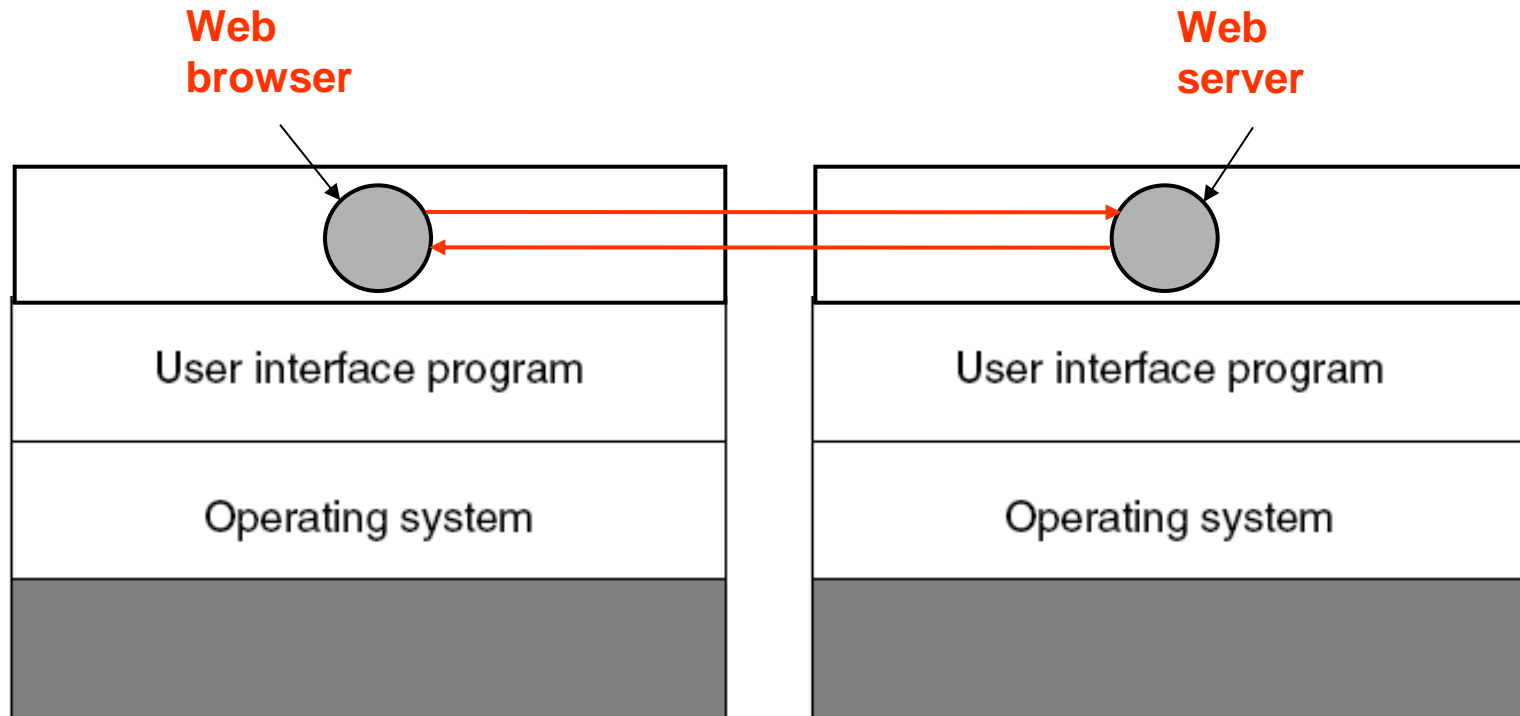 Web
browser
Web
server
User interface program
User interface program
Operating system
Operating system